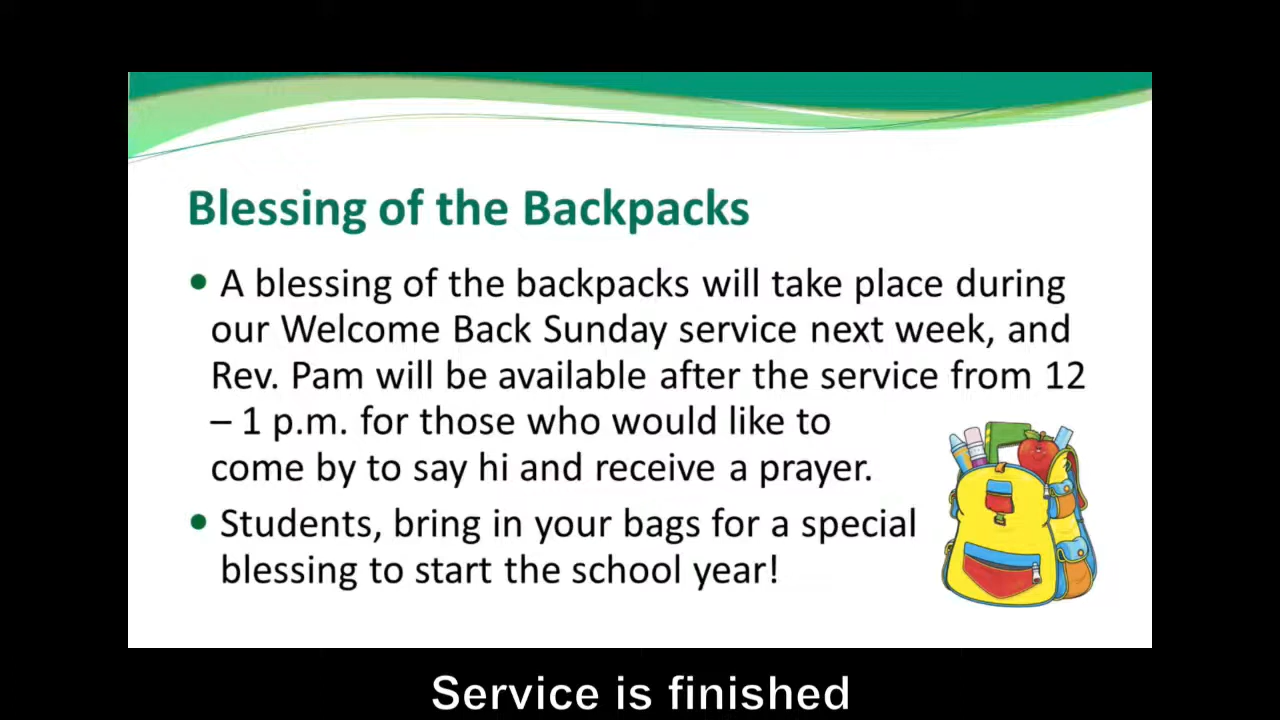 Blessing of the Backpacks
• A blessing of the backpacks will take place during
our Welcome Back Sunday service next week, and
Rev. Pam will be available after the service from 12
– 1 p.m. for those who would like to
come by to say hi and receive a prayer.
• Students, bring in your bags for a special
blessing to start the school year!
Service is finished